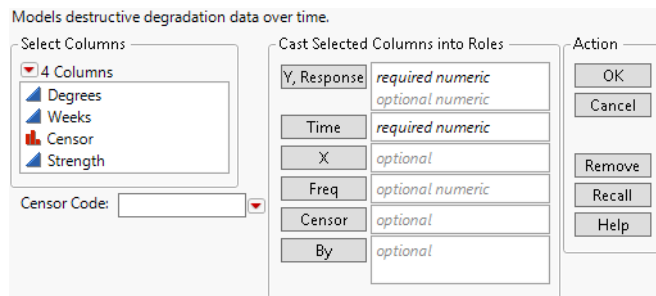 Models destructive degradation data over time.
Select Columns
4 Columns
Degrees
Weeks
Censor
Strength
Censor Code:
Cast Selected Columns into Roles
Y, Response required numeric
optional numeric
Time required numeric
X optional
Freq optional numeric
Censor optional
By optional
Action
OK
Cancel
Remove
Recall
Help